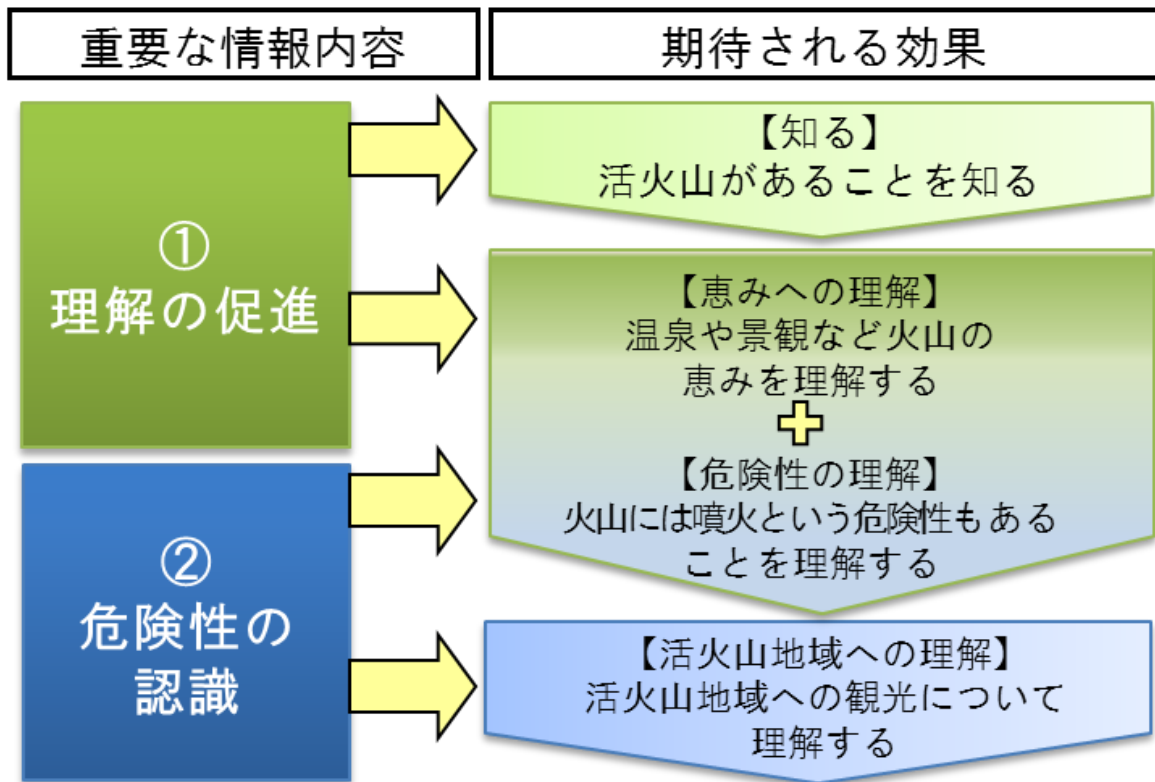 重要な情報内容
期待される効果
①
理解の促進
【知る】
活火山があることを知る
【恵みへの理解】
温泉や景観など火山の
恵みを理解する
【危険性の理解】
火山には噴火という危険性もある
ことを理解する
②
危険性の
認識
【活火山地域への理解】
活火山地域への観光について
理解する